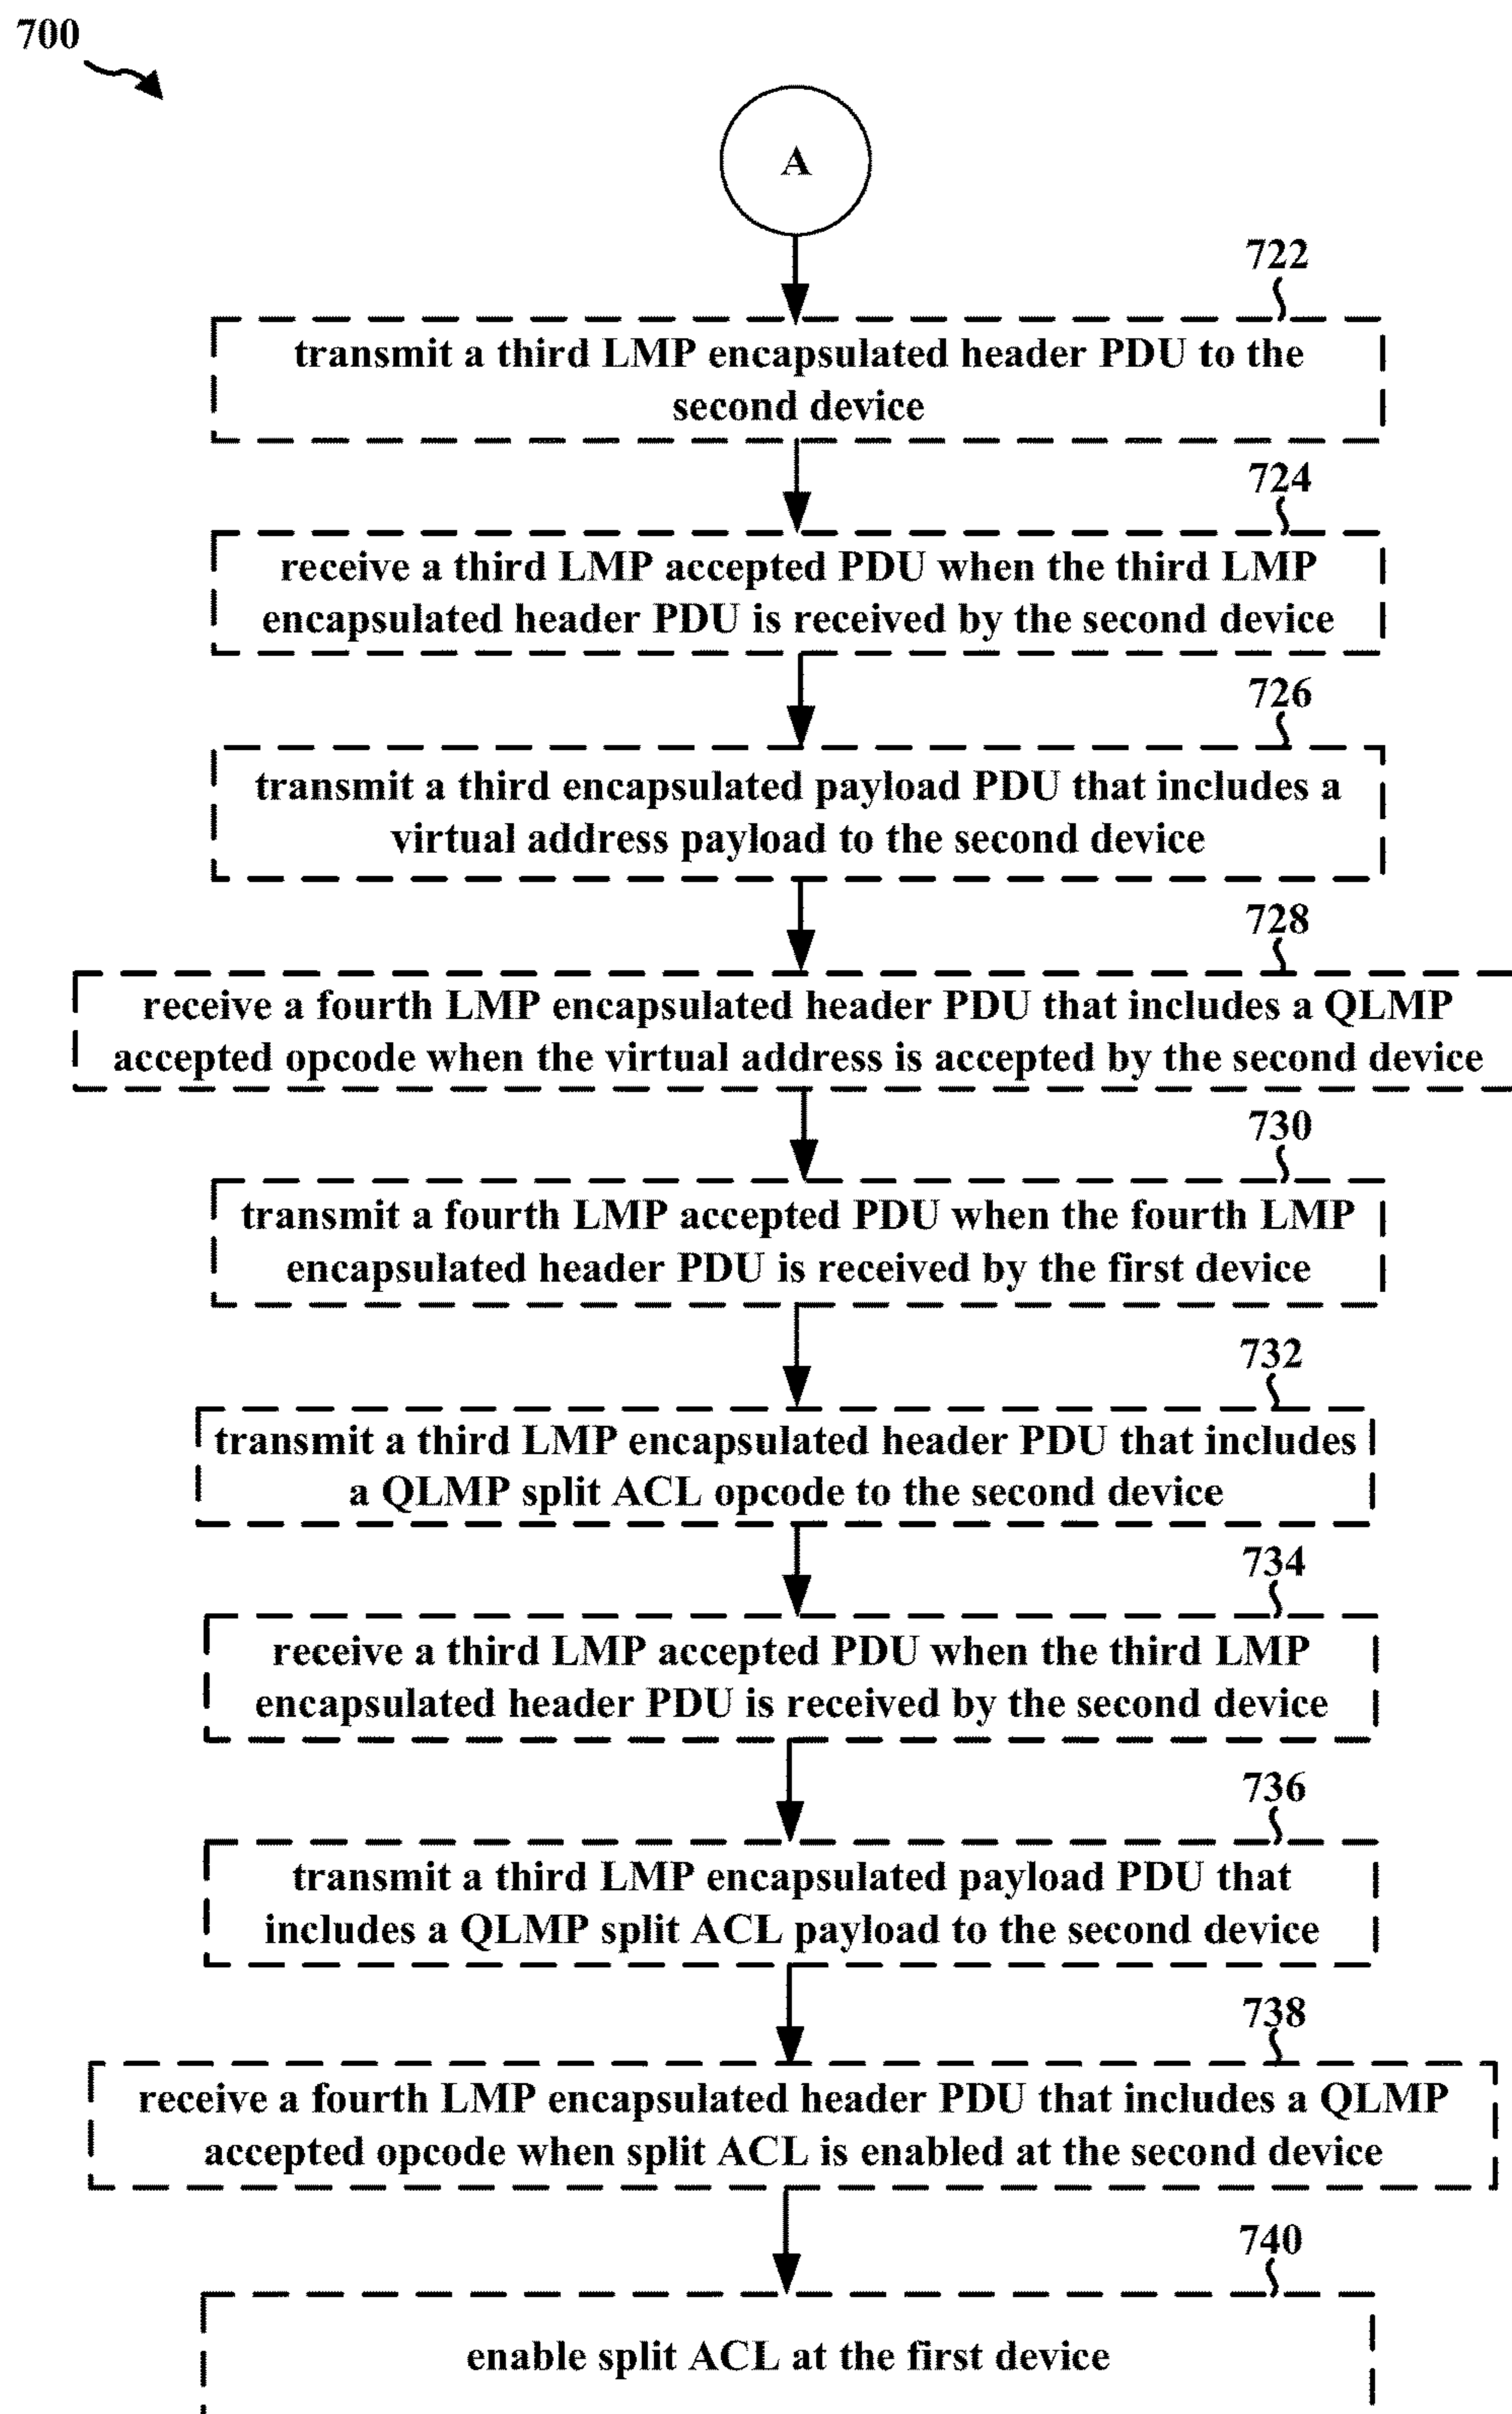 700
A
722
transmit a third LMP encapsulated header PDU to the
second device
724
receive a third LMP accepted PDU when the third LMP
encapsulated header PDU is received by the second device
726
transmit a third encapsulated payload PDU that includes a
virtual address payload to the second device
728
receive a fourth LMP encapsulated header PDU that includes a QLMP
accepted opcode when the virtual address is accepted by the second device
730
transmit a fourth LMP accepted PDU when the fourth LMP
encapsulated header PDU is received by the first device
732
transmit a third LMP encapsulated header PDU that includes
a QLMP split ACL opcode to the second device
734
receive a third LMP accepted PDU when the third LMP
encapsulated header PDU is received by the second device
736
transmit a third LMP encapsulated payload PDU that
includes a QLMP split ACL payload to the second device
738
receive a fourth LMP encapsulated header PDU that includes a QLMP
accepted opcode when split ACL is enabled at the second device
740
enable split ACL at the first device